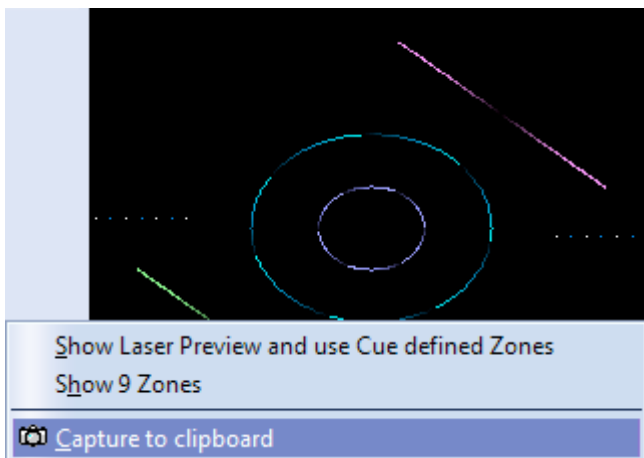 Show Laser Preview and use Cue defined Zones
Show 9 Zones
Capture to clipboard